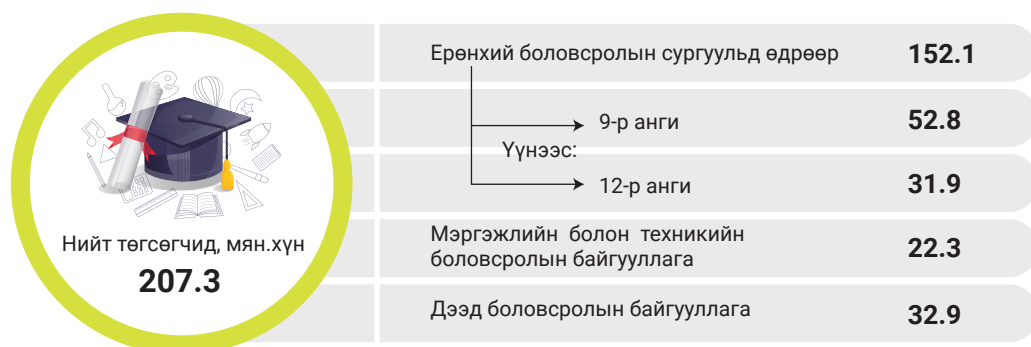 Нийт төгсөгчид, мян.хүн
207.3
Ерөнхий боловсролын сургуульд өдрөөр 152.1
9-р анги 52.8
Үүнээс:
12-р анги 31.9
Мэргэжлийн болон техникийн
боловсролын байгууллага 22.3
Дээд боловсролын байгууллага 32.9